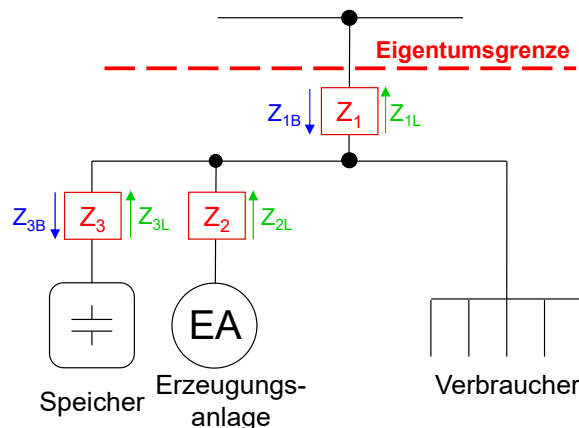 Eigentumsgrenze
Z1B
Z1
Z1L
Z3B
Z3
Z3L
Z2
Z2L
EA
Speicher
Erzeugungs-
anlage
Verbraucher